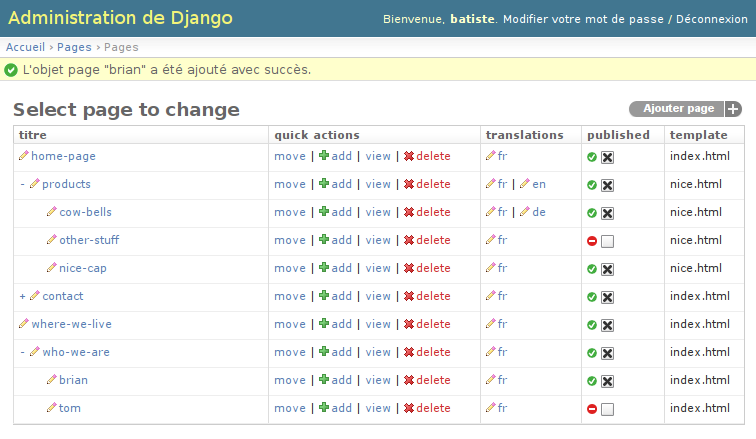 Administration de Django
Bienvenue, batiste. Modifier votre mot de passe / Déconnexion
Accueil › Pages › Pages
L'objet page "brian" a été ajouté avec succès.
Select page to change
Ajouter page +
titre quick actions translations published template
home-page move | add | view | delete fr index.html
- products move | add | view | delete fr | en nice.html
cow-bells move | add | view | delete fr | de nice.html
other-stuff move | add | view | delete fr nice.html
nice-cap move | add | view | delete fr nice.html
+ contact move | add | view | delete fr index.html
where-we-live move | add | view | delete fr index.html
- who-we-are move | add | view | delete fr index.html
brian move | add | view | delete fr index.html
tom move | add | view | delete fr index.html